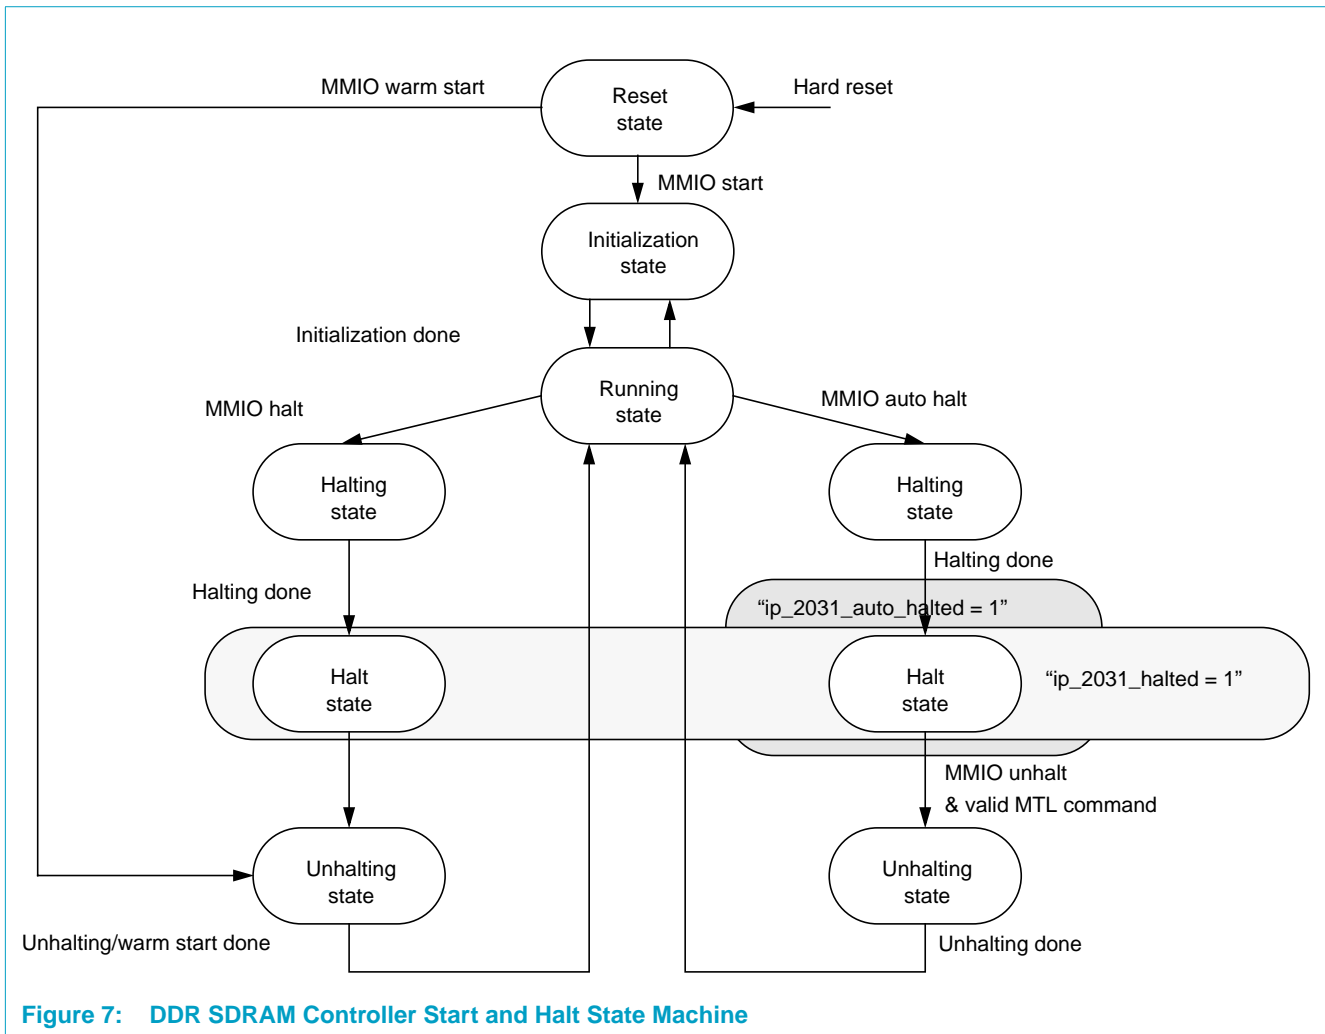 MMIO warm start
Hard reset
Reset
state
MMIO start
Initialization
state
Initialization done
Running
state
MMIO halt
MMIO auto halt
Halting
state
Halting
state
Halting done
Halting done
“ip_2031_auto_halted = 1”
Halt
state
Halt
state
“ip_2031_halted = 1”
MMIO unhalt
& valid MTL command
Unhalting
state
Unhalting
state
Unhalting/warm start done
Unhalting done
Figure 7: DDR SDRAM Controller Start and Halt State Machine